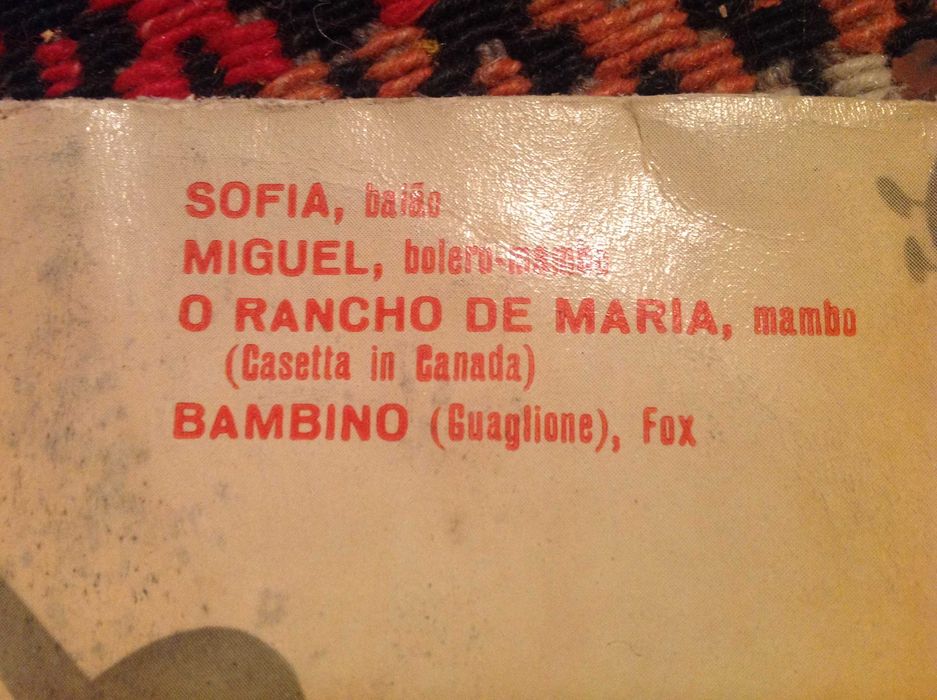 SOFIA, baião
MIGUEL, bolero-mambo
O RANCHO DE MARIA, mambo
(Casetta in Canada)
BAMBINO (Guaglione), Fox